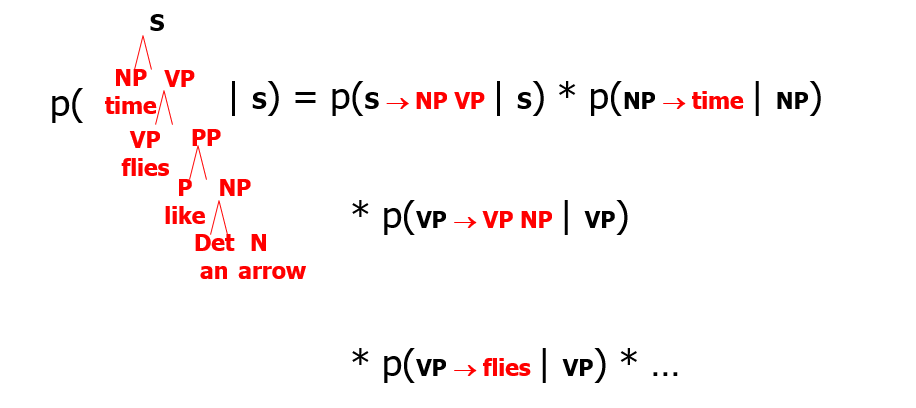 S
NP VP
p( time | s) = p(s → NP VP | s) * p(NP → time | NP)
VP PP
flies
P NP
like * p(VP → VP NP | VP)
Det N
an arrow
* p(VP → flies | VP) * ...